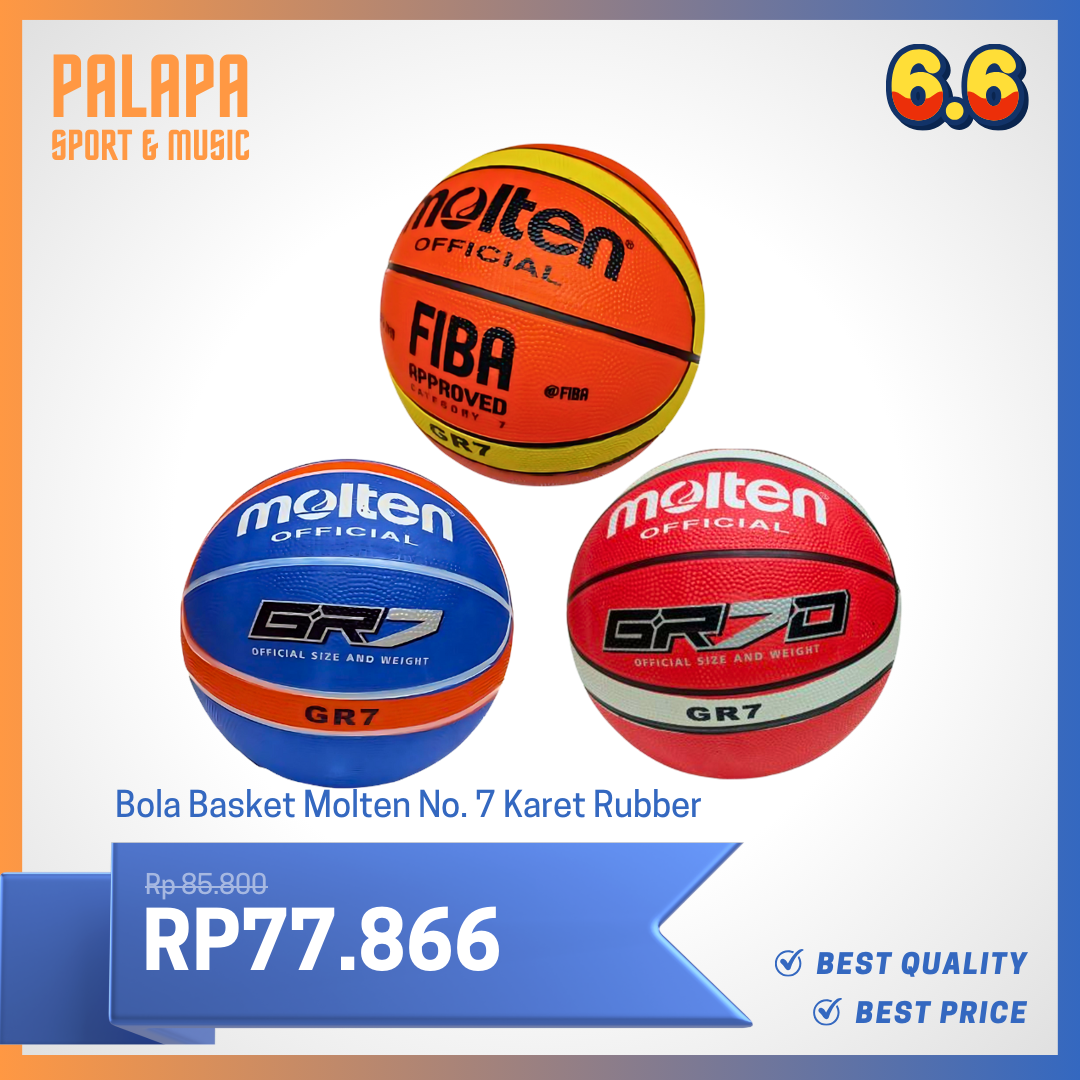 PALAPA
SPORT & MUSIC
6.6
molten
OFFICIAL
FIBA
APPROVED
CATEGORY 7
@FIBA
GR7
molten
OFFICIAL
GR7
OFFICIAL SIZE AND WEIGHT
GR7
molten
OFFICIAL
GR7D
OFFICIAL SIZE AND WEIGHT
GR7
Bola Basket Molten No. 7 Karet Rubber
Rp 85.800
RP77.866
BEST QUALITY
BEST PRICE